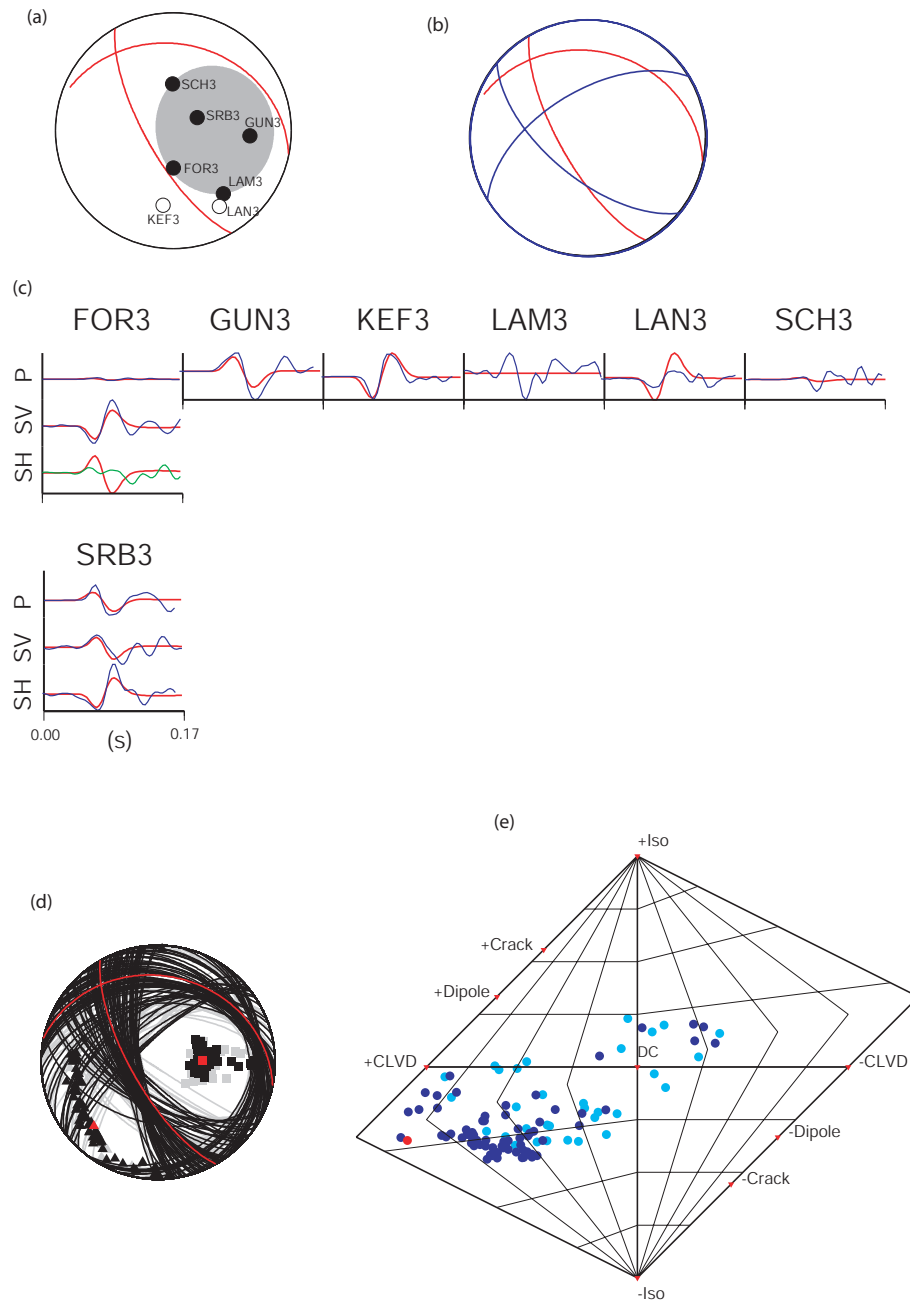 (a)
SCH3
SRB3
GUN3
FOR3
LAM3
KEF3
LAN3
(b)
(c)
FOR3 GUN3 KEF3 LAM3 LAN3 SCH3
P
SV
SH
SRB3
P
SV
SH
0.00 0.17
(s)
(d)
(e)
+Iso
+Crack
+Dipole
+CLVD
DC
-CLVD
-Dipole
-Crack
-Iso